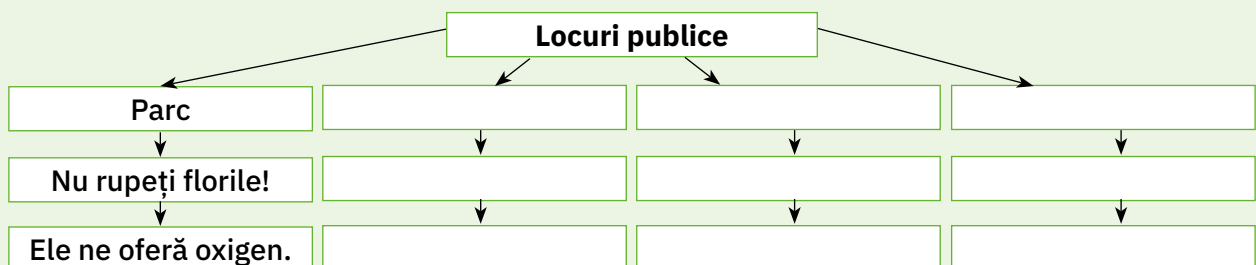 Locuri publice
Parc
Nu rupeți florile!
Ele ne oferă oxigen.